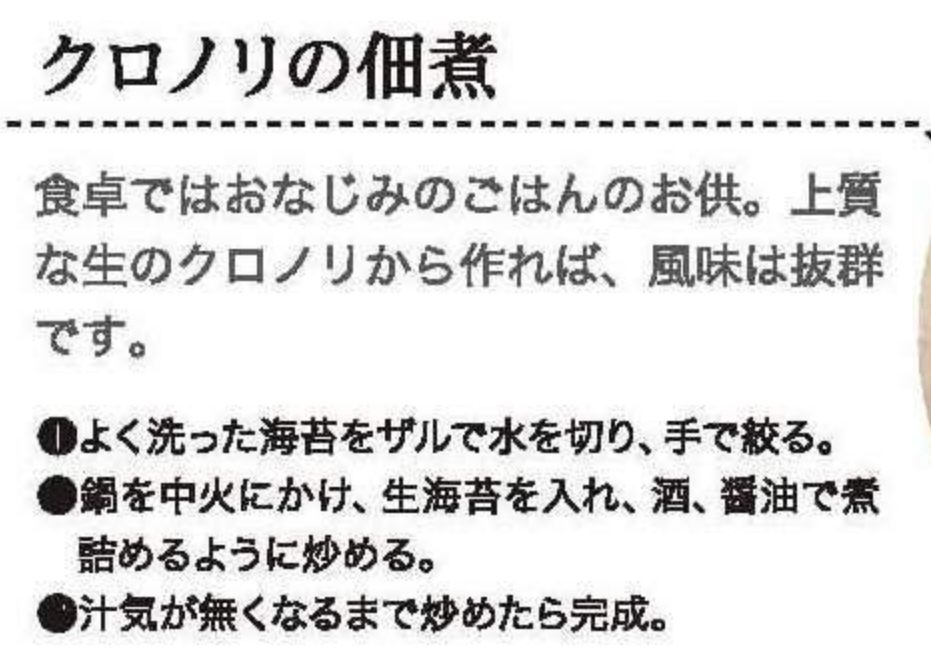 クロノリの佃煮
食卓ではおなじみのごはんのお供。上質
な生のクロノリから作れば、風味は抜群
です。
❶よく洗った海苔をザルで水を切り、手で絞る。
●鍋を中火にかけ、生海苔を入れ、酒、醤油で煮
詰めるように炒める。
●汁気が無くなるまで炒めたら完成。